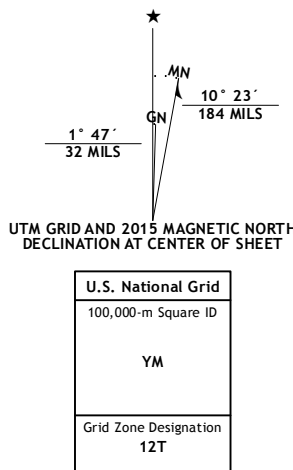 ★
MN
GN
10° 23´
184 MILS
1° 47´
32 MILS
UTM GRID AND 2015 MAGNETIC NORTH
DECLINATION AT CENTER OF SHEET
U.S. National Grid
100,000-m Square ID
YM
Grid Zone Designation
12T